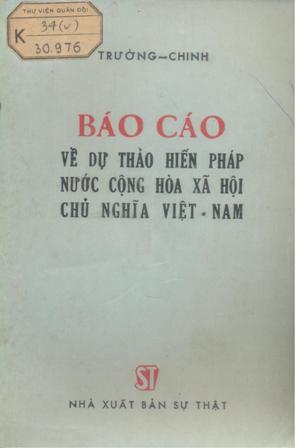 THƯ VIỆN QUÂN ĐỘI
K
34(V)
30.976
TRƯỜNG—CHINH
BÁO CÁO
VỀ DỰ THẢO HIẾN PHÁP
NƯỚC CỘNG HÒA XÃ HỘI
CHỦ NGHĨA VIỆT-NAM
ST
NHÀ XUẤT BẢN SỰ THẬT